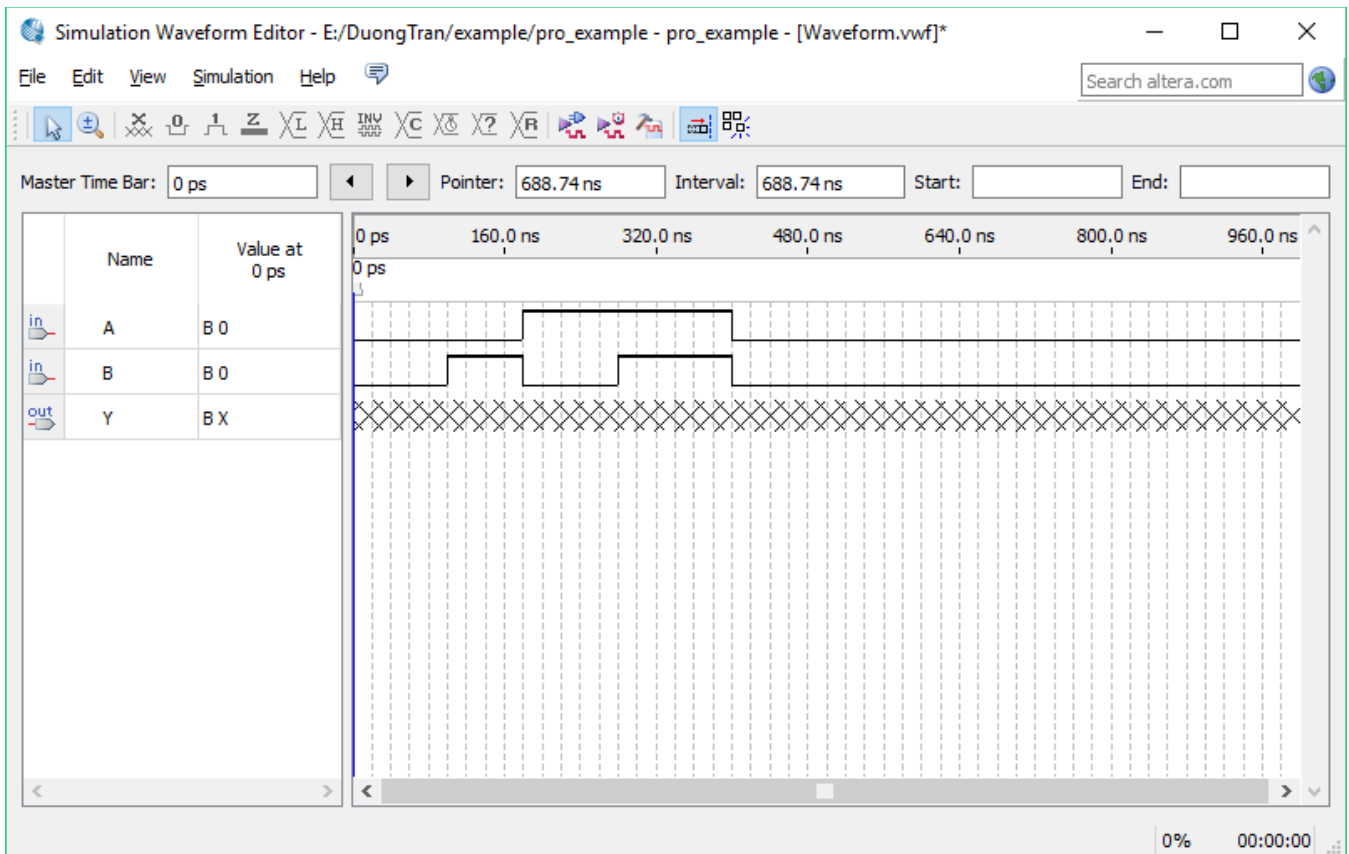 Simulation Waveform Editor - E:/DuongTran/example/pro_example - pro_example - [Waveform.vwf]*
File Edit View Simulation Help Search altera.com
X 0 1 Z L H INV C ? R
Master Time Bar: 0 ps Pointer: 688.74 ns Interval: 688.74 ns Start: End:
Name Value at 0 ps
0 ps 160.0 ns 320.0 ns 480.0 ns 640.0 ns 800.0 ns 960.0 ns
0 ps
in A B 0
in B B 0
out Y B X
0% 00:00:00